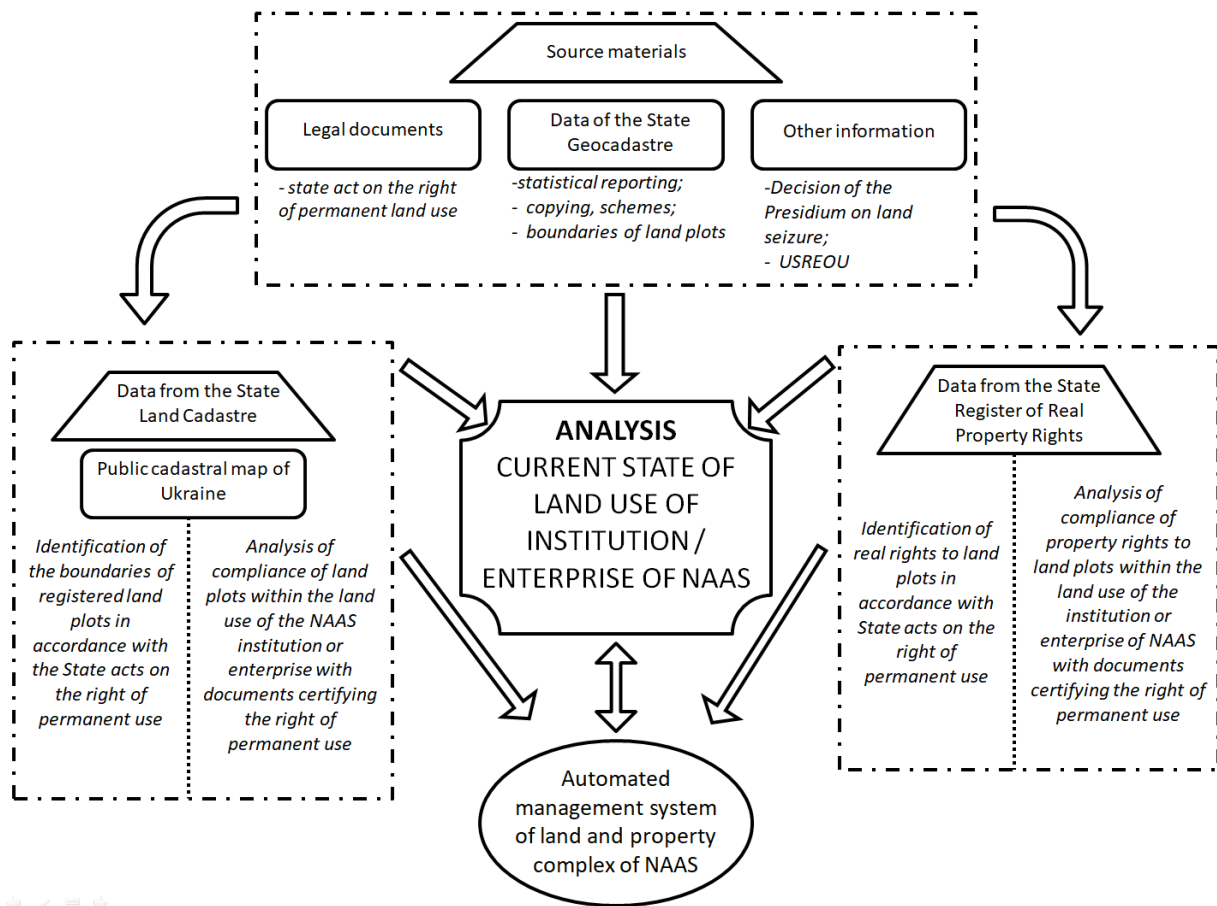 Source materials
Legal documents
- state act on the right
of permanent land use
Data of the State
Geocadastre
-statistical reporting;
- copying, schemes;
- boundaries of land plots
Other information
-Decision of the
Presidium on land
seizure;
- USREOU
Data from the State
Land Cadastre
Public cadastral map of
Ukraine
Identification of
the boundaries of
registered land
plots in
accordance with
the State acts on
the right of
permanent use
Analysis of
compliance of land
plots within the land
use of the NAAS
institution or
enterprise with
documents certifying
the right of
permanent use
ANALYSIS
CURRENT STATE OF
LAND USE OF
INSTITUTION /
ENTERPRISE OF NAAS
Data from the State
Register of Real
Property Rights
Identification of
real rights to land
plots in
accordance with
State acts on the
right of
permanent use
Analysis of
compliance of
property rights to
land plots within the
land use of the
institution or
enterprise of NAAS
with documents
certifying the right of
permanent use
Automated
management system
of land and property
complex of NAAS